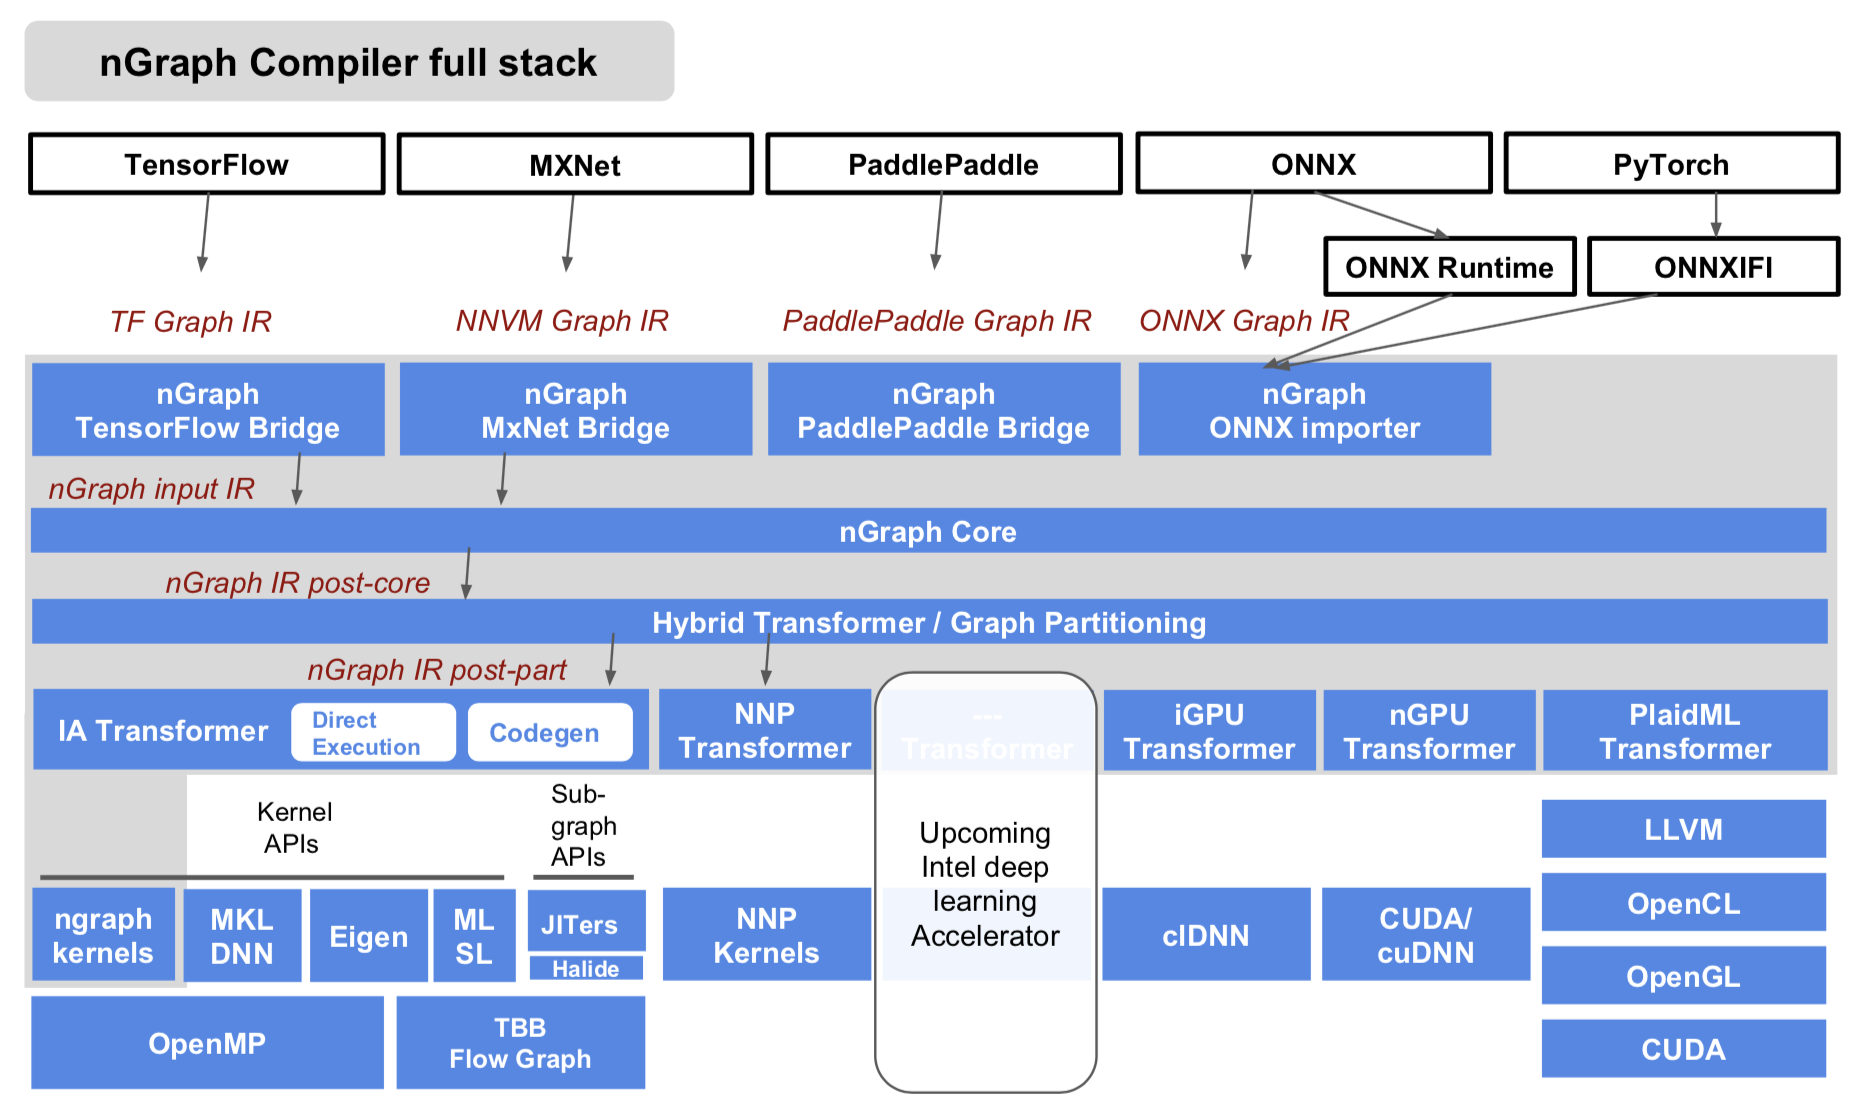 nGraph Compiler full stack
TensorFlow
MXNet
PaddlePaddle
ONNX
PyTorch
ONNX Runtime
ONNXIFI
TF Graph IR
NNVM Graph IR
PaddlePaddle Graph IR
ONNX Graph IR
nGraph
TensorFlow Bridge
nGraph
MxNet Bridge
nGraph
PaddlePaddle Bridge
nGraph
ONNX importer
nGraph input IR
nGraph Core
nGraph IR post-core
Hybrid Transformer / Graph Partitioning
nGraph IR post-part
IA Transformer
Direct
Execution
Codegen
NNP
Transformer
---
Transformer
iGPU
Transformer
nGPU
Transformer
PlaidML
Transformer
Kernel
APIs
Sub-
graph
APIs
Upcoming
Intel deep
learning
Accelerator
ngraph
kernels
MKL
DNN
Eigen
ML
SL
JITers
Halide
NNP
Kernels
clDNN
CUDA/
cuDNN
LLVM
OpenCL
OpenGL
CUDA
OpenMP
TBB
Flow Graph